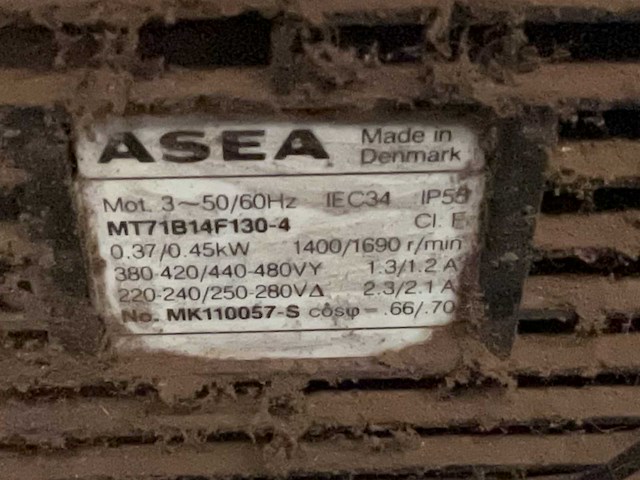 ASEA
Made in
Denmark
Mot. 3~50/60Hz IEC34 IP55
MT71B14F130-4 Cl. E
0.37/0.45kW 1400/1690 r/min
380-420/440-480VY 1.3/1.2 A
220-240/250-280VΔ 2.3/2.1 A
No. MK110057-S cosφ .66/.70